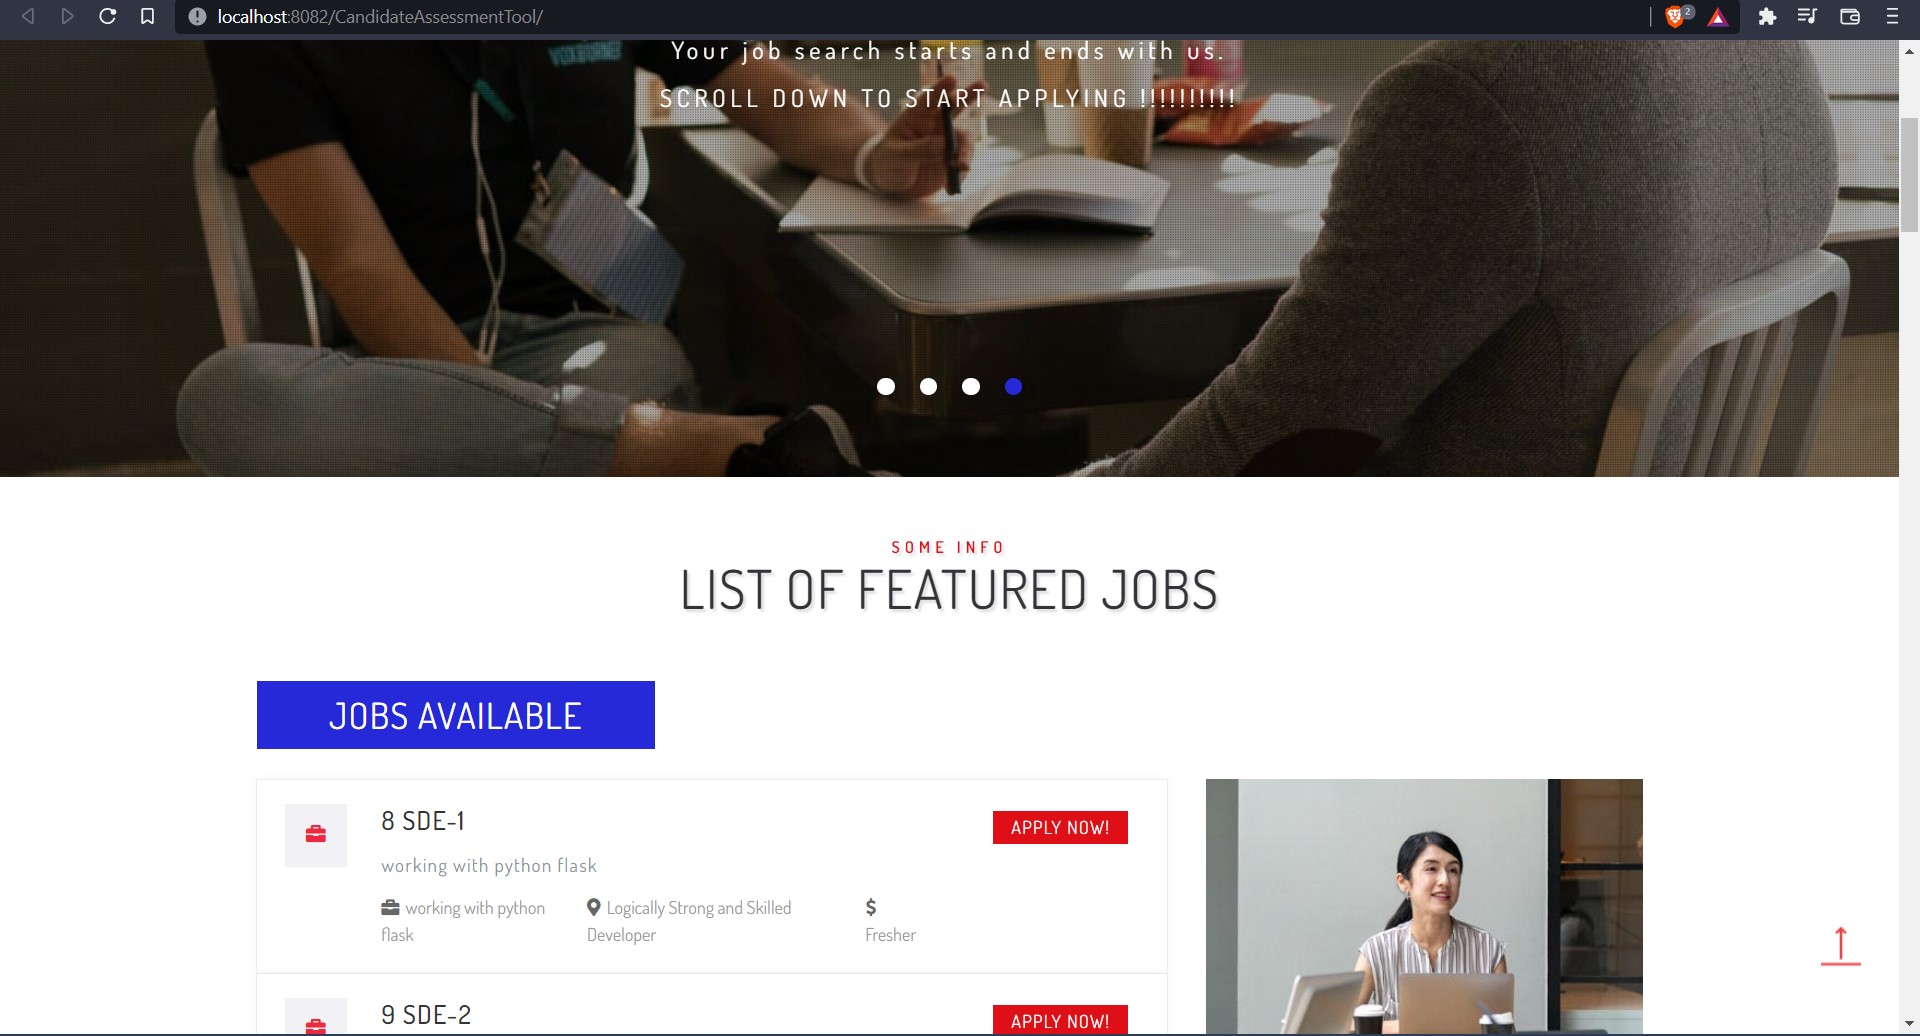 localhost:8082/CandidateAssessmentTool/
2
VOXBURNER
Your job search starts and ends with us.
SCROLL DOWN TO START APPLYING !!!!!!!!!!
SOME INFO
LIST OF FEATURED JOBS
JOBS AVAILABLE
8 SDE-1
APPLY NOW!
working with python flask
working with python
flask
Logically Strong and Skilled
Developer
$
Fresher
9 SDE-2
APPLY NOW!